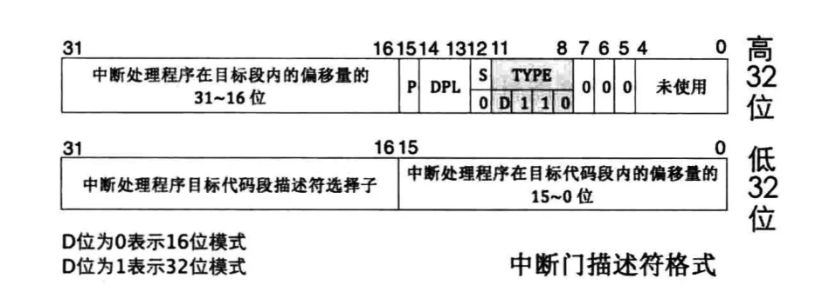 31 16 15 14 13 12 11 8 7 6 5 4 0
中断处理程序在目标段内的偏移量的
31~16 位
P DPL S TYPE 0 0 0 未使用
0 D 1 1 0
高32位
31 16 15 0
中断处理程序目标代码段描述符选择子
中断处理程序在目标代码段内的偏移量的
15~0 位
低32位
D位为0表示16位模式
D位为1表示32位模式
中断门描述符格式